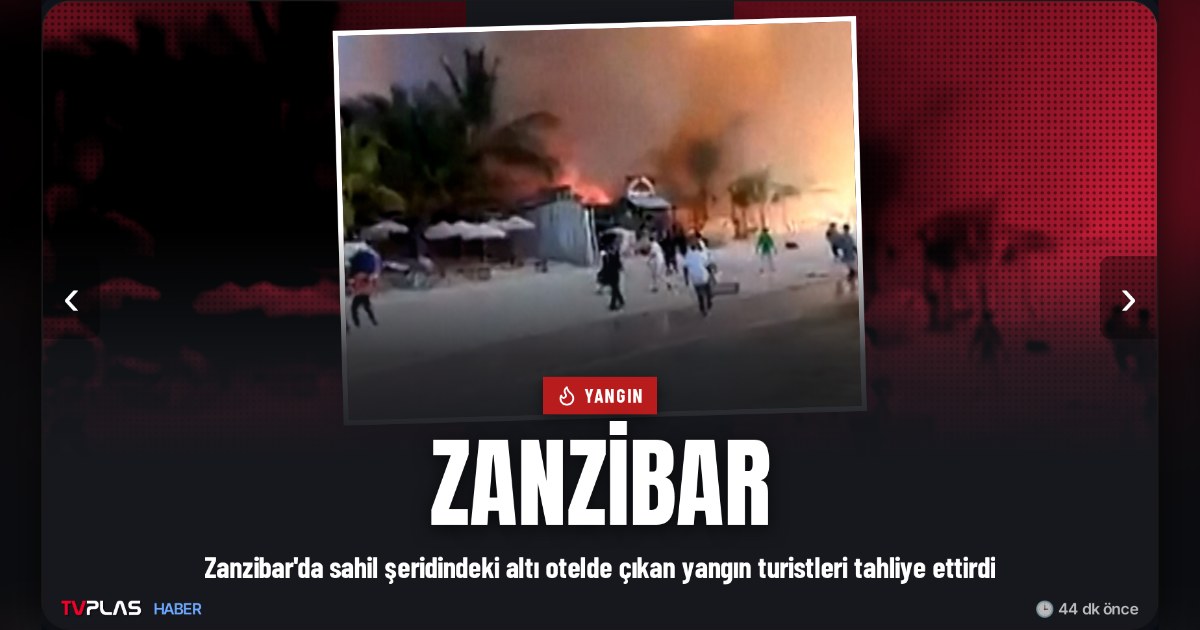 YANGIN
ZANZİBAR
Zanzibar'da sahil şeridindeki altı otelde çıkan yangın turistleri tahliye ettirdi
TVPLAS HABER
44 dk önce